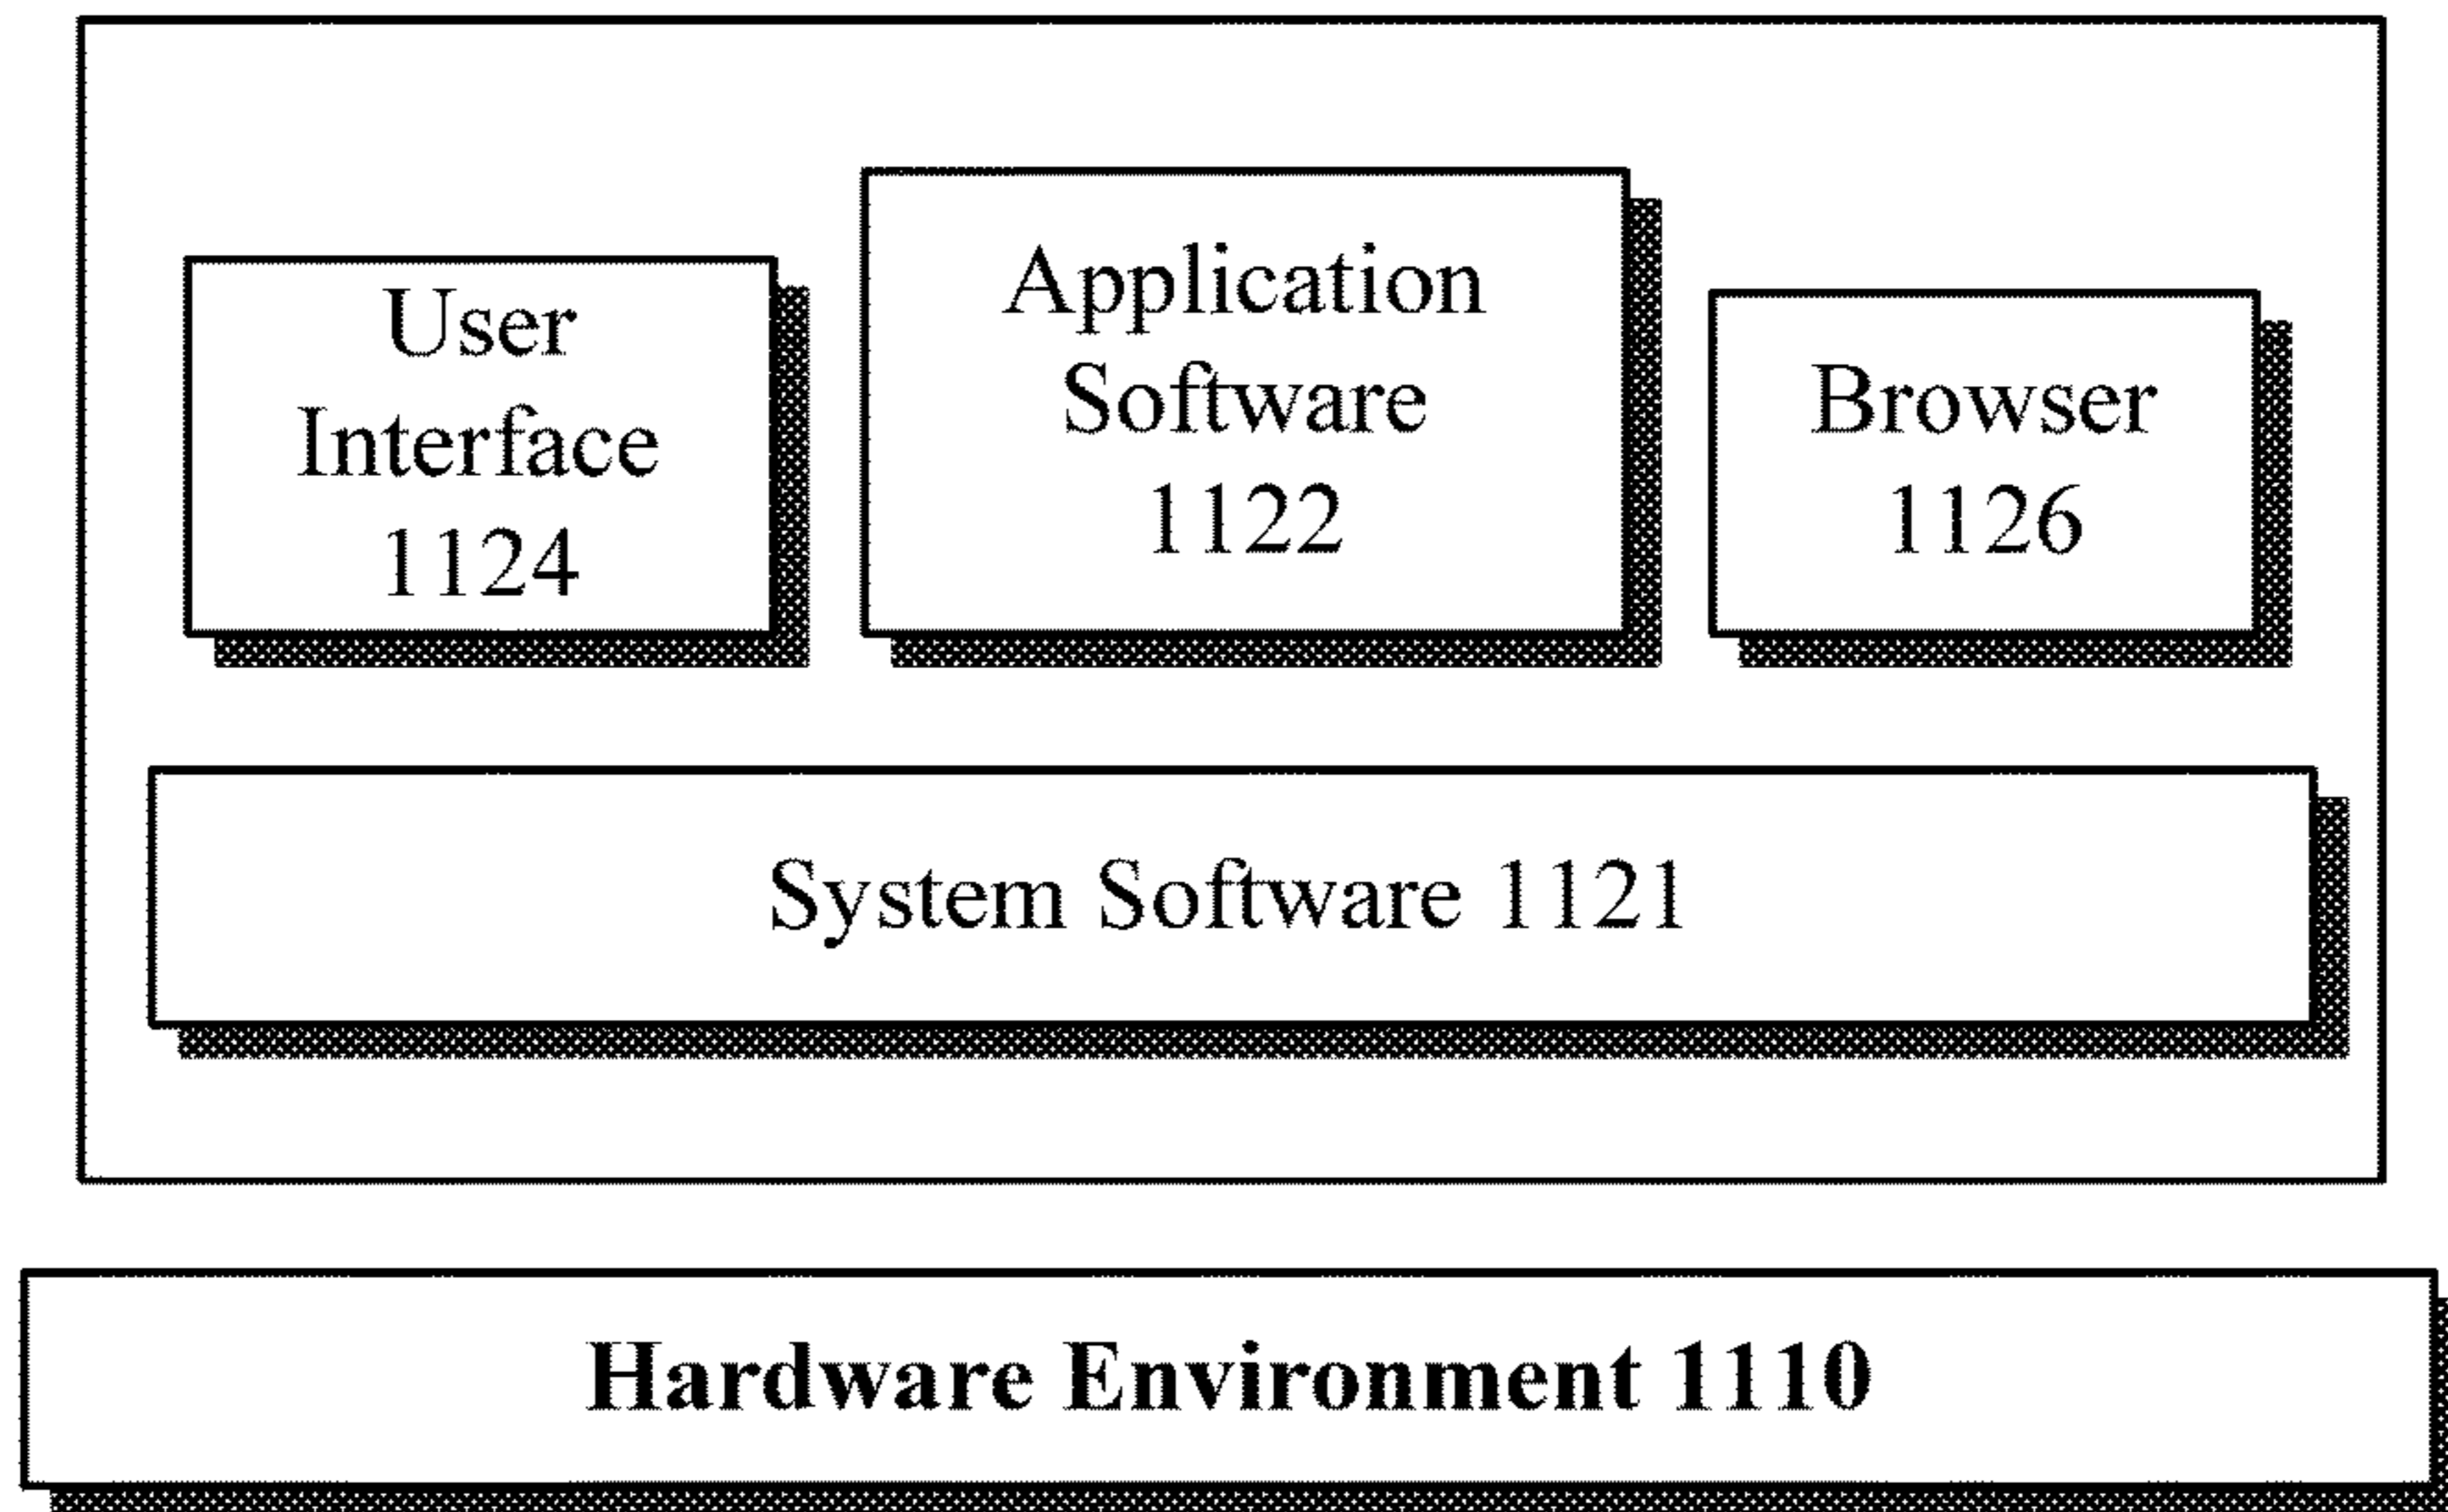 User
Interface
1124
Application
Software
1122
Browser
1126
System Software 1121
Hardware Environment 1110